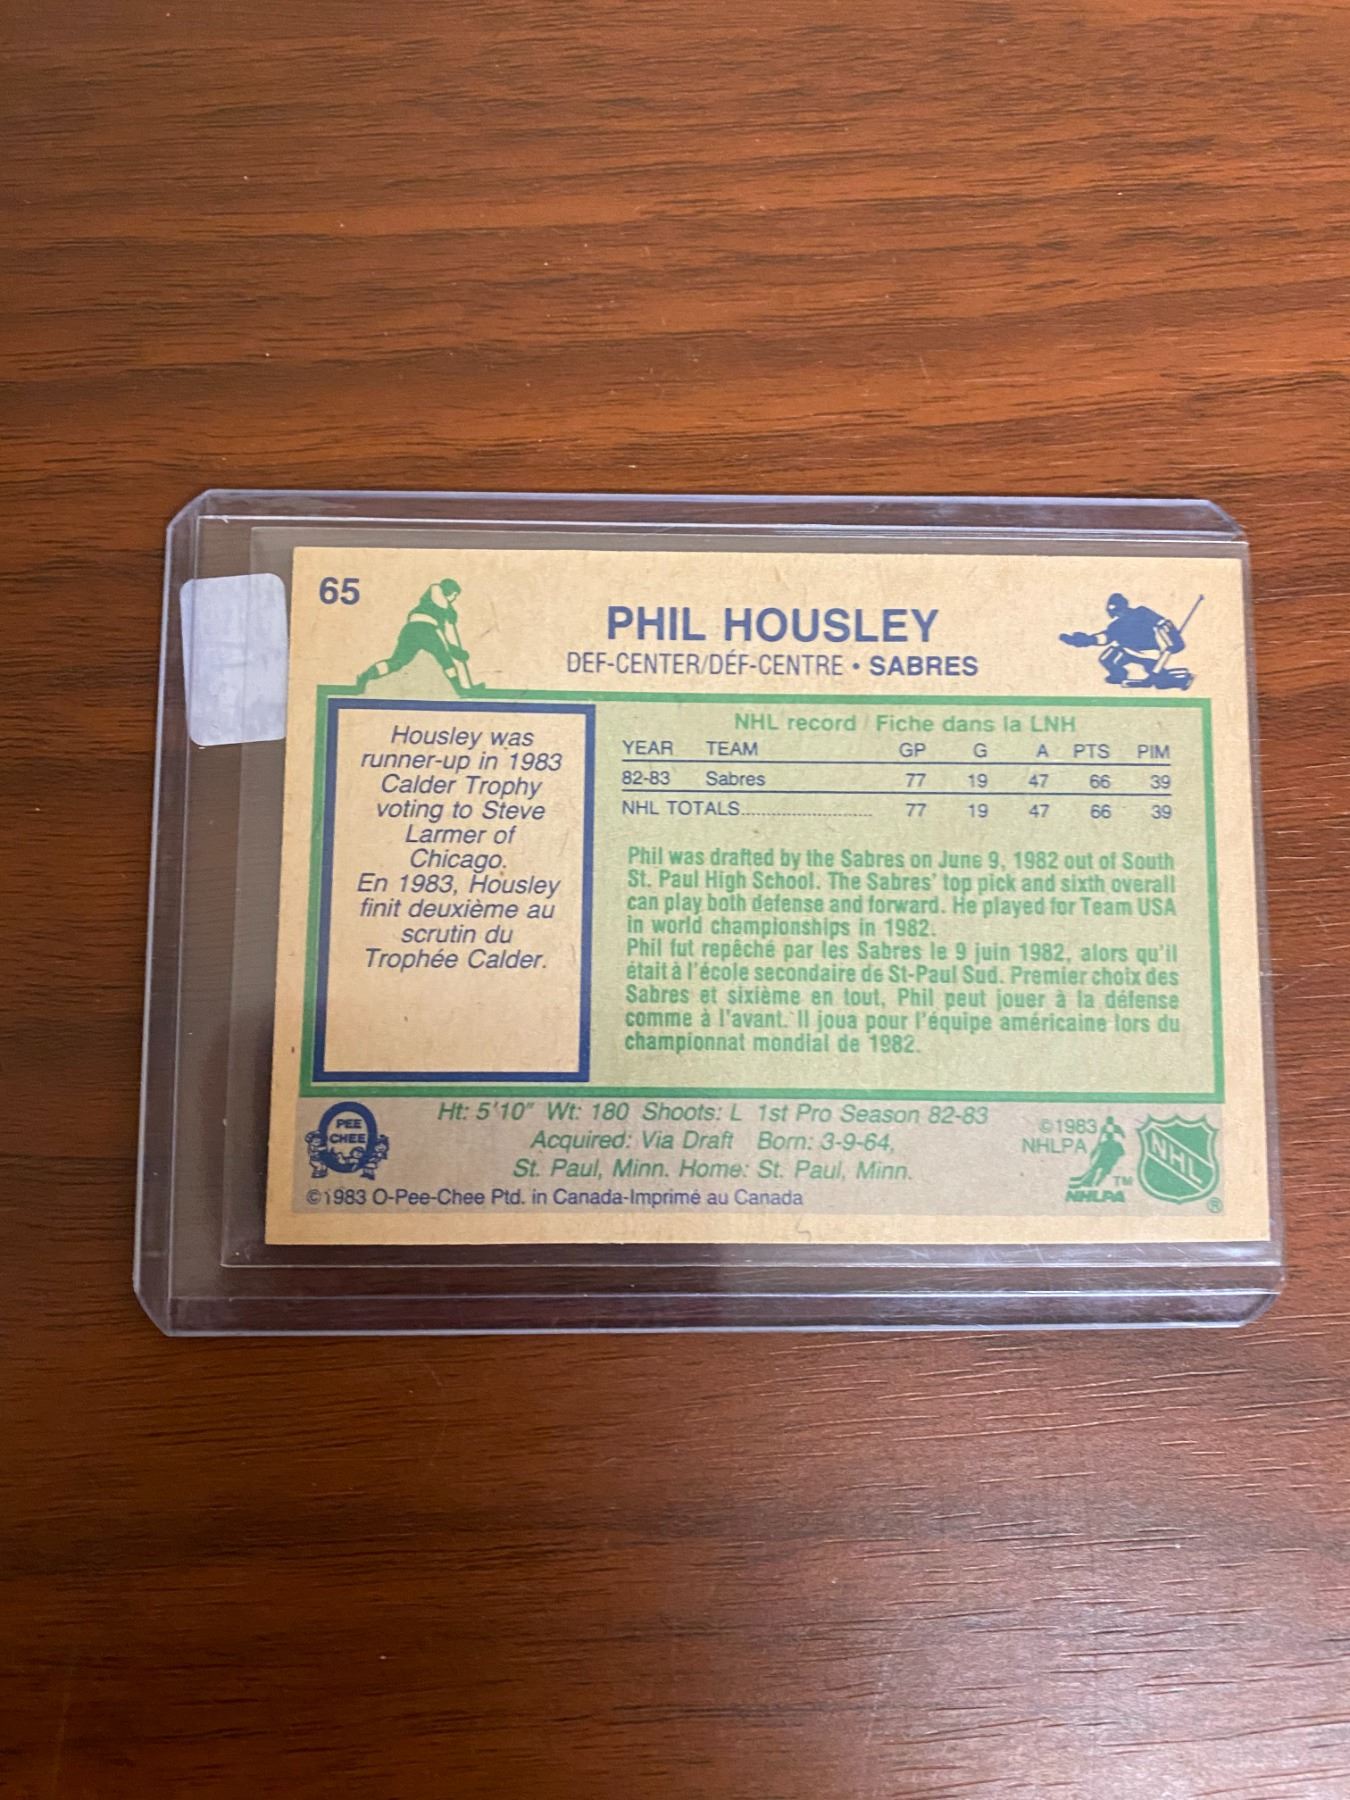 65
PHIL HOUSLEY
DEF-CENTER/DÉF-CENTRE • SABRES
Housley was
runner-up in 1983
Calder Trophy
voting to Steve
Larmer of
Chicago.
En 1983, Housley
finit deuxième au
scrutin du
Trophée Calder.
NHL record / Fiche dans la LNH
YEAR TEAM GP G A PTS PIM
82-83 Sabres 77 19 47 66 39
NHL TOTALS.......................... 77 19 47 66 39
Phil was drafted by the Sabres on June 9, 1982 out of South
St. Paul High School. The Sabres' top pick and sixth overall
can play both defense and forward. He played for Team USA
in world championships in 1982.
Phil fut repêché par les Sabres le 9 juin 1982, alors qu'il
était à l'école secondaire de St-Paul Sud. Premier choix des
Sabres et sixième en tout, Phil peut jouer à la défense
comme à l'avant. Il joua pour l'équipe américaine lors du
championnat mondial de 1982.
Ht: 5'10" Wt: 180 Shoots: L 1st Pro Season 82-83
Acquired: Via Draft Born: 3-9-64,
St. Paul, Minn. Home: St. Paul, Minn.
PEE
CHEE
©1983 O-Pee-Chee Ptd. in Canada-Imprimé au Canada
©1983
NHLPA
TM
NHLPA
NHL
®